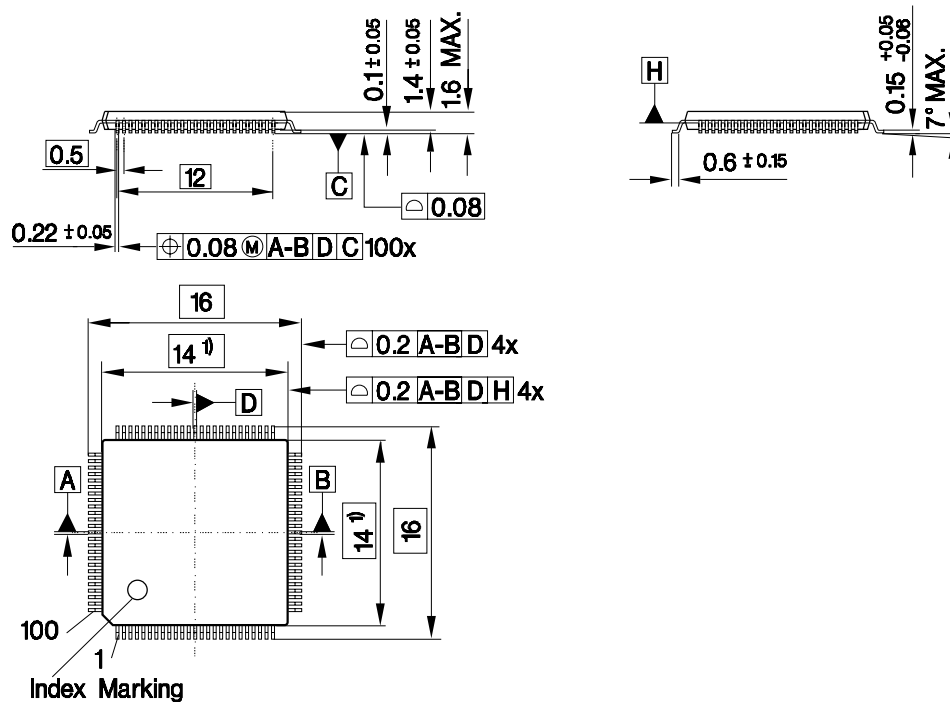 0.1 ± 0.05
1.4 ± 0.05
1.6 MAX.
H
0.15 +0.05 -0.06
7° MAX.
0.5
12
C
0.08
0.6 ± 0.15
0.22 ± 0.05
0.08 Ⓜ A-B D C 100x
16
0.2 A-B D 4x
14 1)
0.2 A-B D H 4x
D
A
B
14 1)
16
100
1
Index Marking